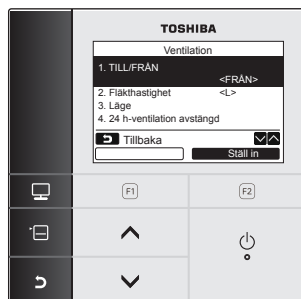 TOSHIBA
Ventilation
1. TILL/FRÅN
<FRÅN>
2. Fläkthastighet <L>
3. Läge
4. 24 h-ventilation avstängd
Tillbaka
Ställ in
F1 F2